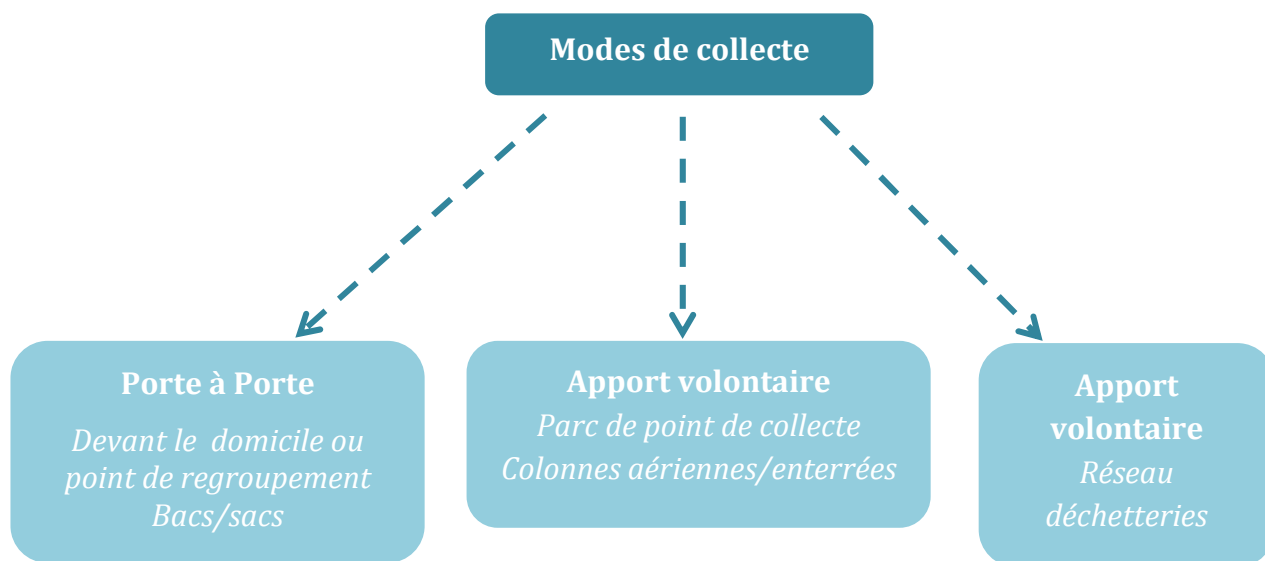 Modes de collecte
Porte à Porte
Devant le domicile ou
point de regroupement
Bacs/sacs
Apport volontaire
Parc de point de collecte
Colonnes aériennes/enterrées
Apport
volontaire
Réseau
déchetteries